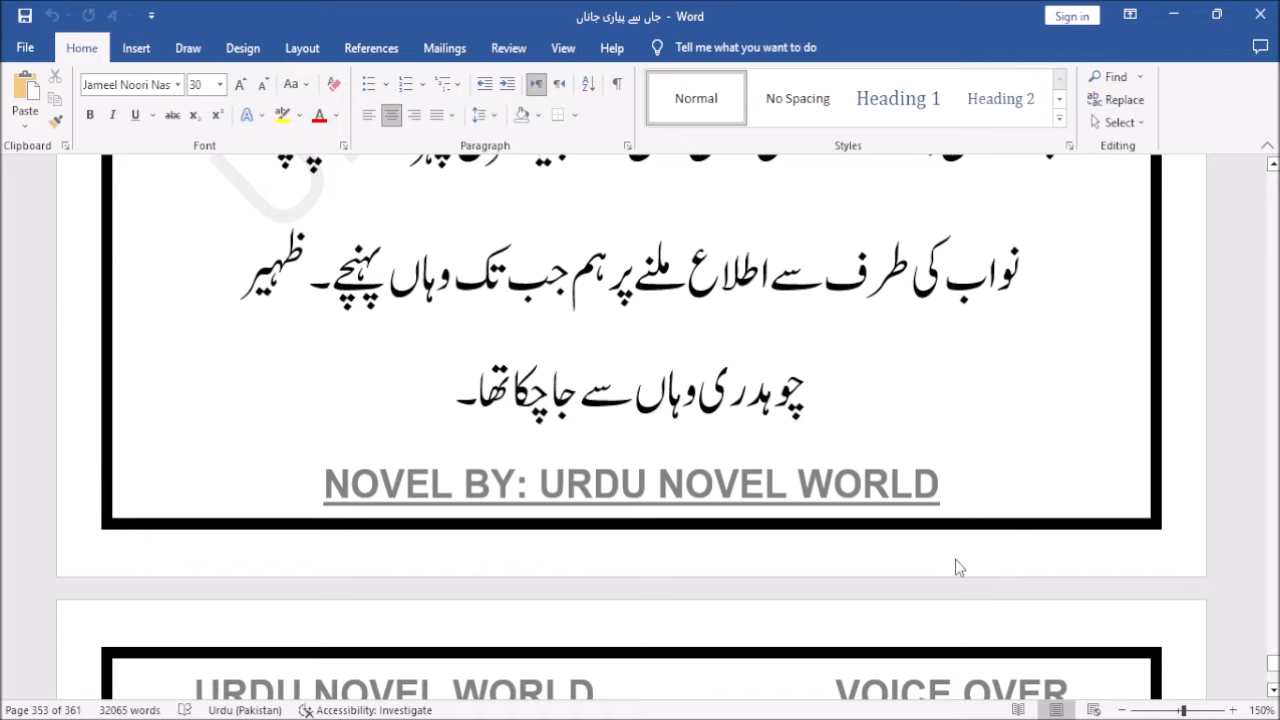 جاں سے پیاری جاناں - Word
Sign in
File Home Insert Draw Design Layout References Mailings Review View Help Tell me what you want to do
Paste
Jameel Noori Nas 30
Normal
No Spacing
Heading 1
Heading 2
Find
Replace
Select
Clipboard Font Paragraph Styles Editing
نواب کی طرف سے اطلاع ملنے پر ہم جب تک وہاں پہنچے۔ ظہیر
چوہدری وہاں سے جا چکا تھا۔
NOVEL BY: URDU NOVEL WORLD
URDU NOVEL WORLD VOICE OVER
Page 353 of 361 32065 words Urdu (Pakistan) Accessibility: Investigate 150%